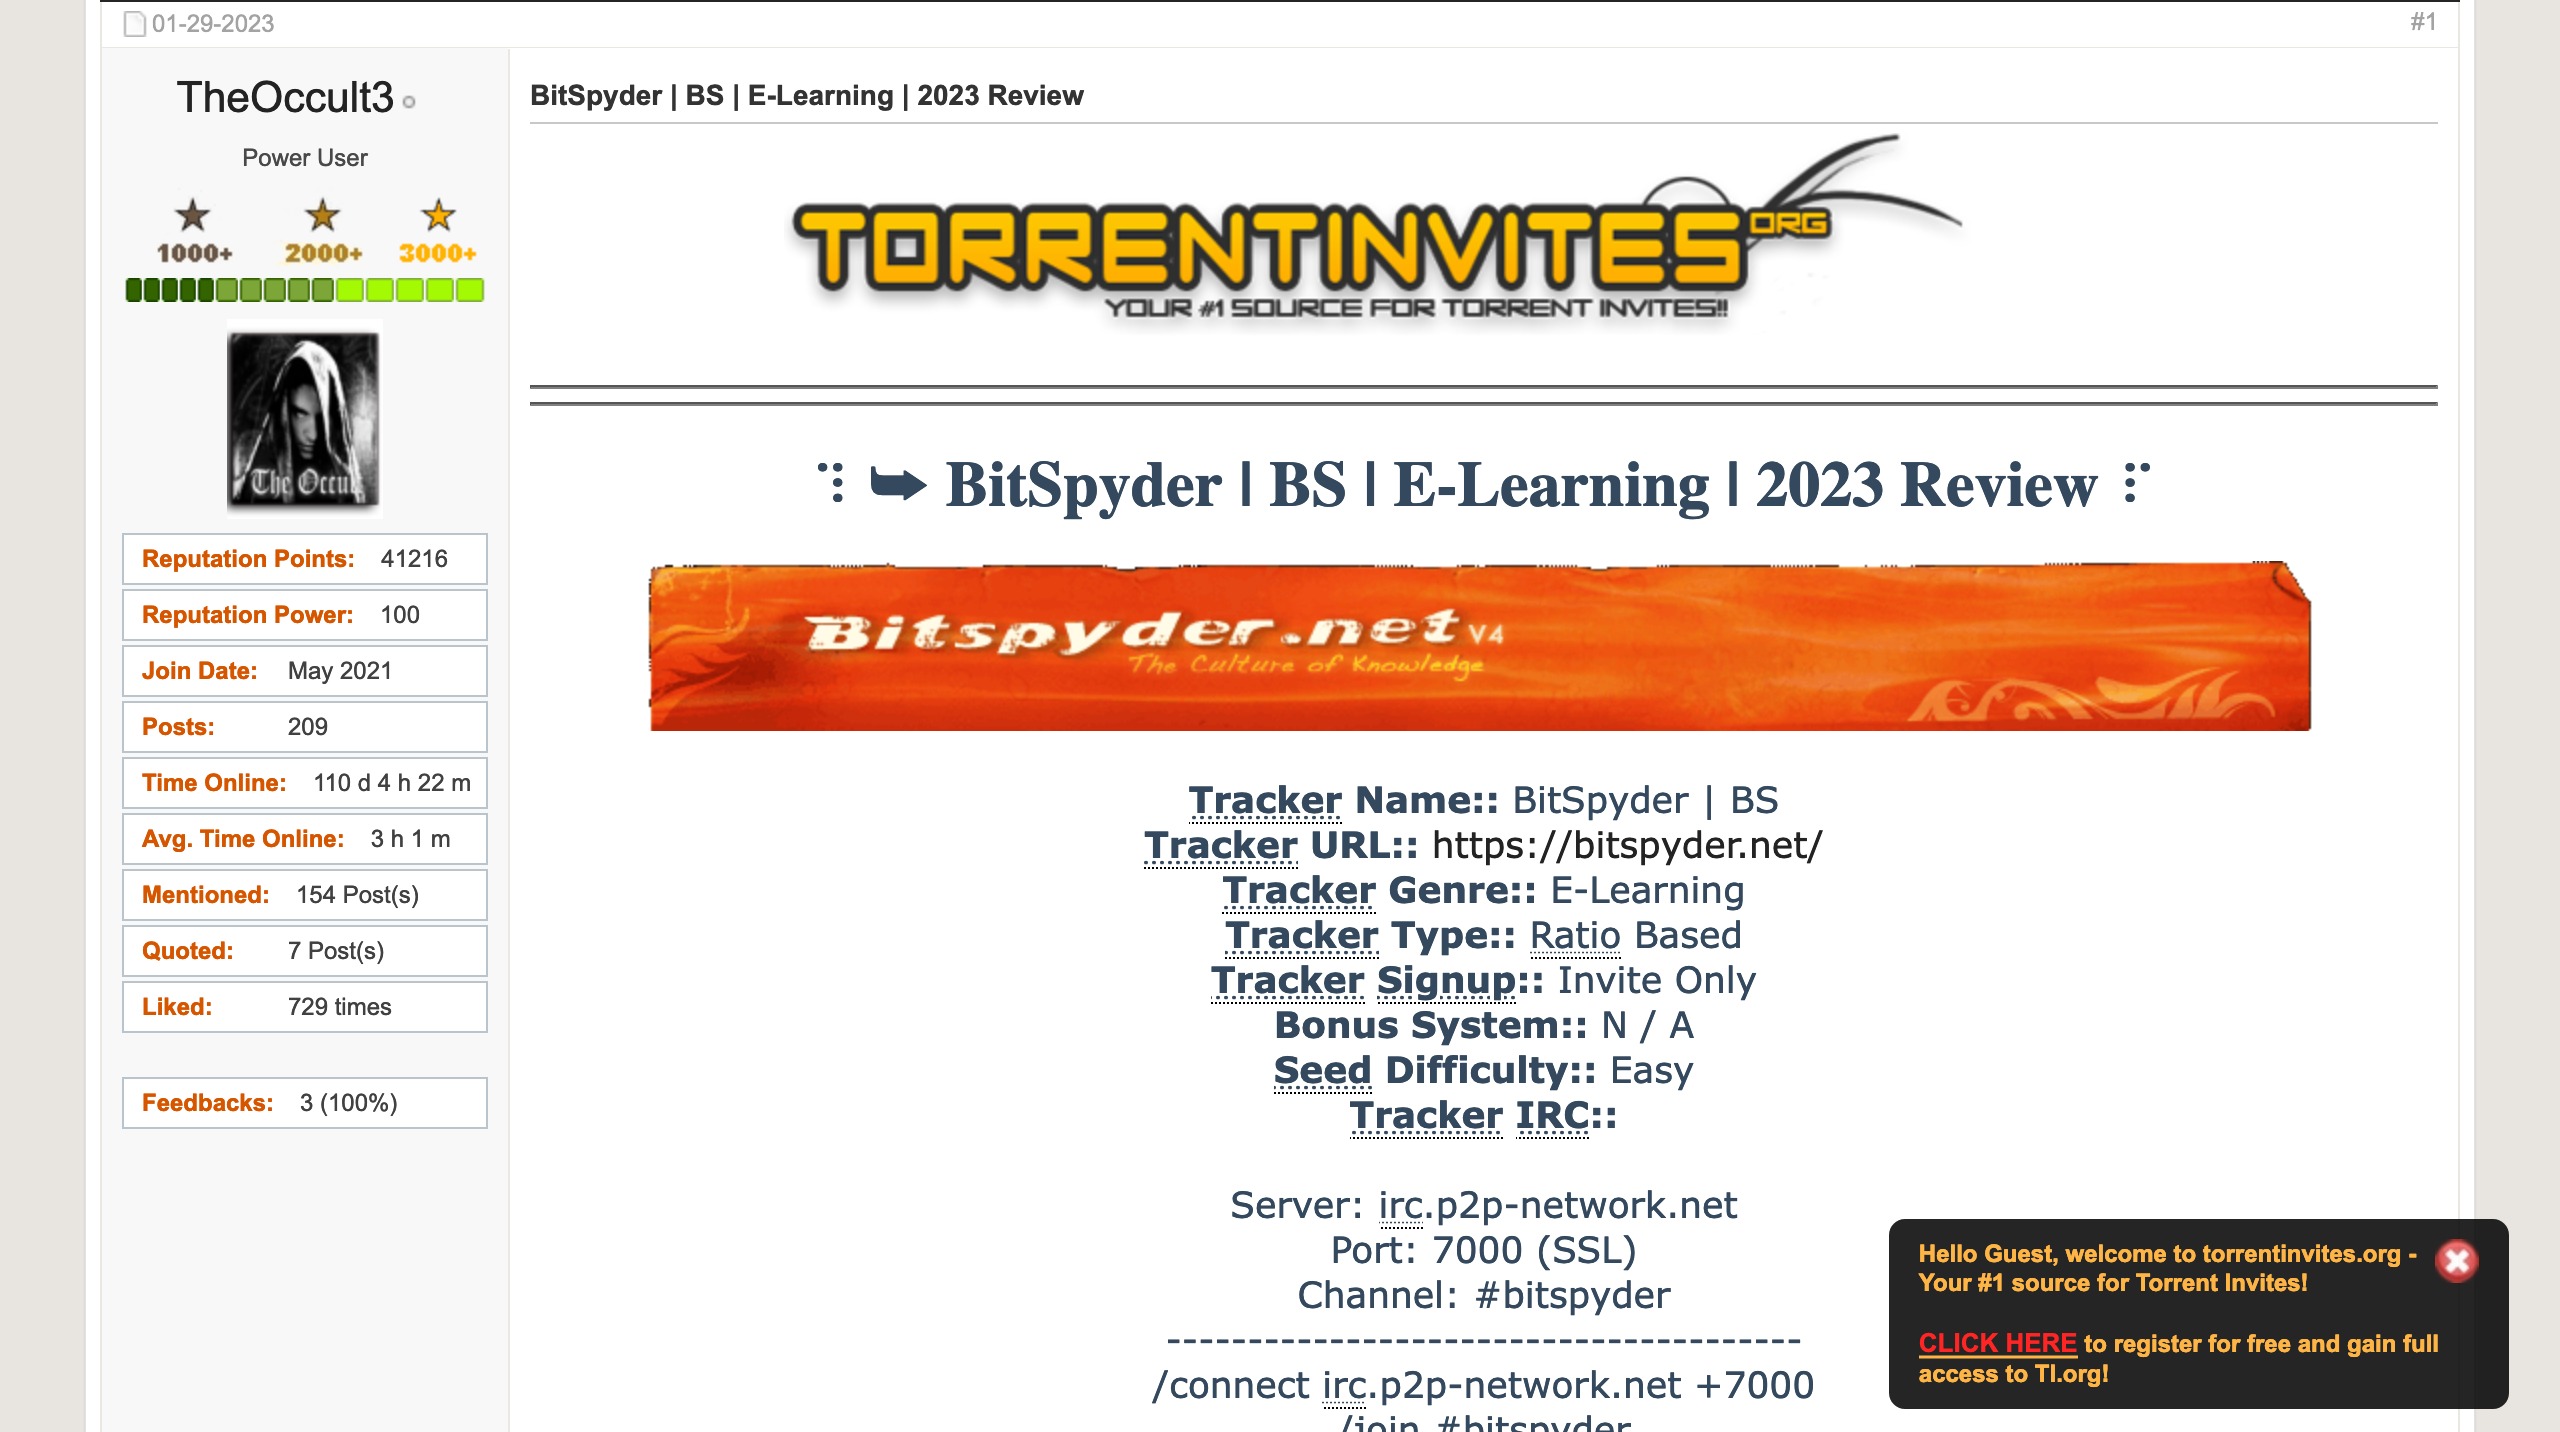 01-29-2023
#1
TheOccult3
Power User
1000+ 2000+ 3000+
The Occul
Reputation Points: 41216
Reputation Power: 100
Join Date: May 2021
Posts: 209
Time Online: 110 d 4 h 22 m
Avg. Time Online: 3 h 1 m
Mentioned: 154 Post(s)
Quoted: 7 Post(s)
Liked: 729 times
Feedbacks: 3 (100%)
BitSpyder | BS | E-Learning | 2023 Review
TORRENTINVITES ORG
YOUR #1 SOURCE FOR TORRENT INVITES!!
⠙⠇ ➥ BitSpyder | BS | E-Learning | 2023 Review ⠏
Bitspyder.net V4
The Culture of Knowledge
Tracker Name:: BitSpyder | BS
Tracker URL:: https://bitspyder.net/
Tracker Genre:: E-Learning
Tracker Type:: Ratio Based
Tracker Signup:: Invite Only
Bonus System:: N / A
Seed Difficulty:: Easy
Tracker IRC::
Server: irc.p2p-network.net
Port: 7000 (SSL)
Channel: #bitspyder
---------------------------------------
/connect irc.p2p-network.net +7000
/join #bitspyder
Hello Guest, welcome to torrentinvites.org -
Your #1 source for Torrent Invites!
CLICK HERE to register for free and gain full
access to TI.org!